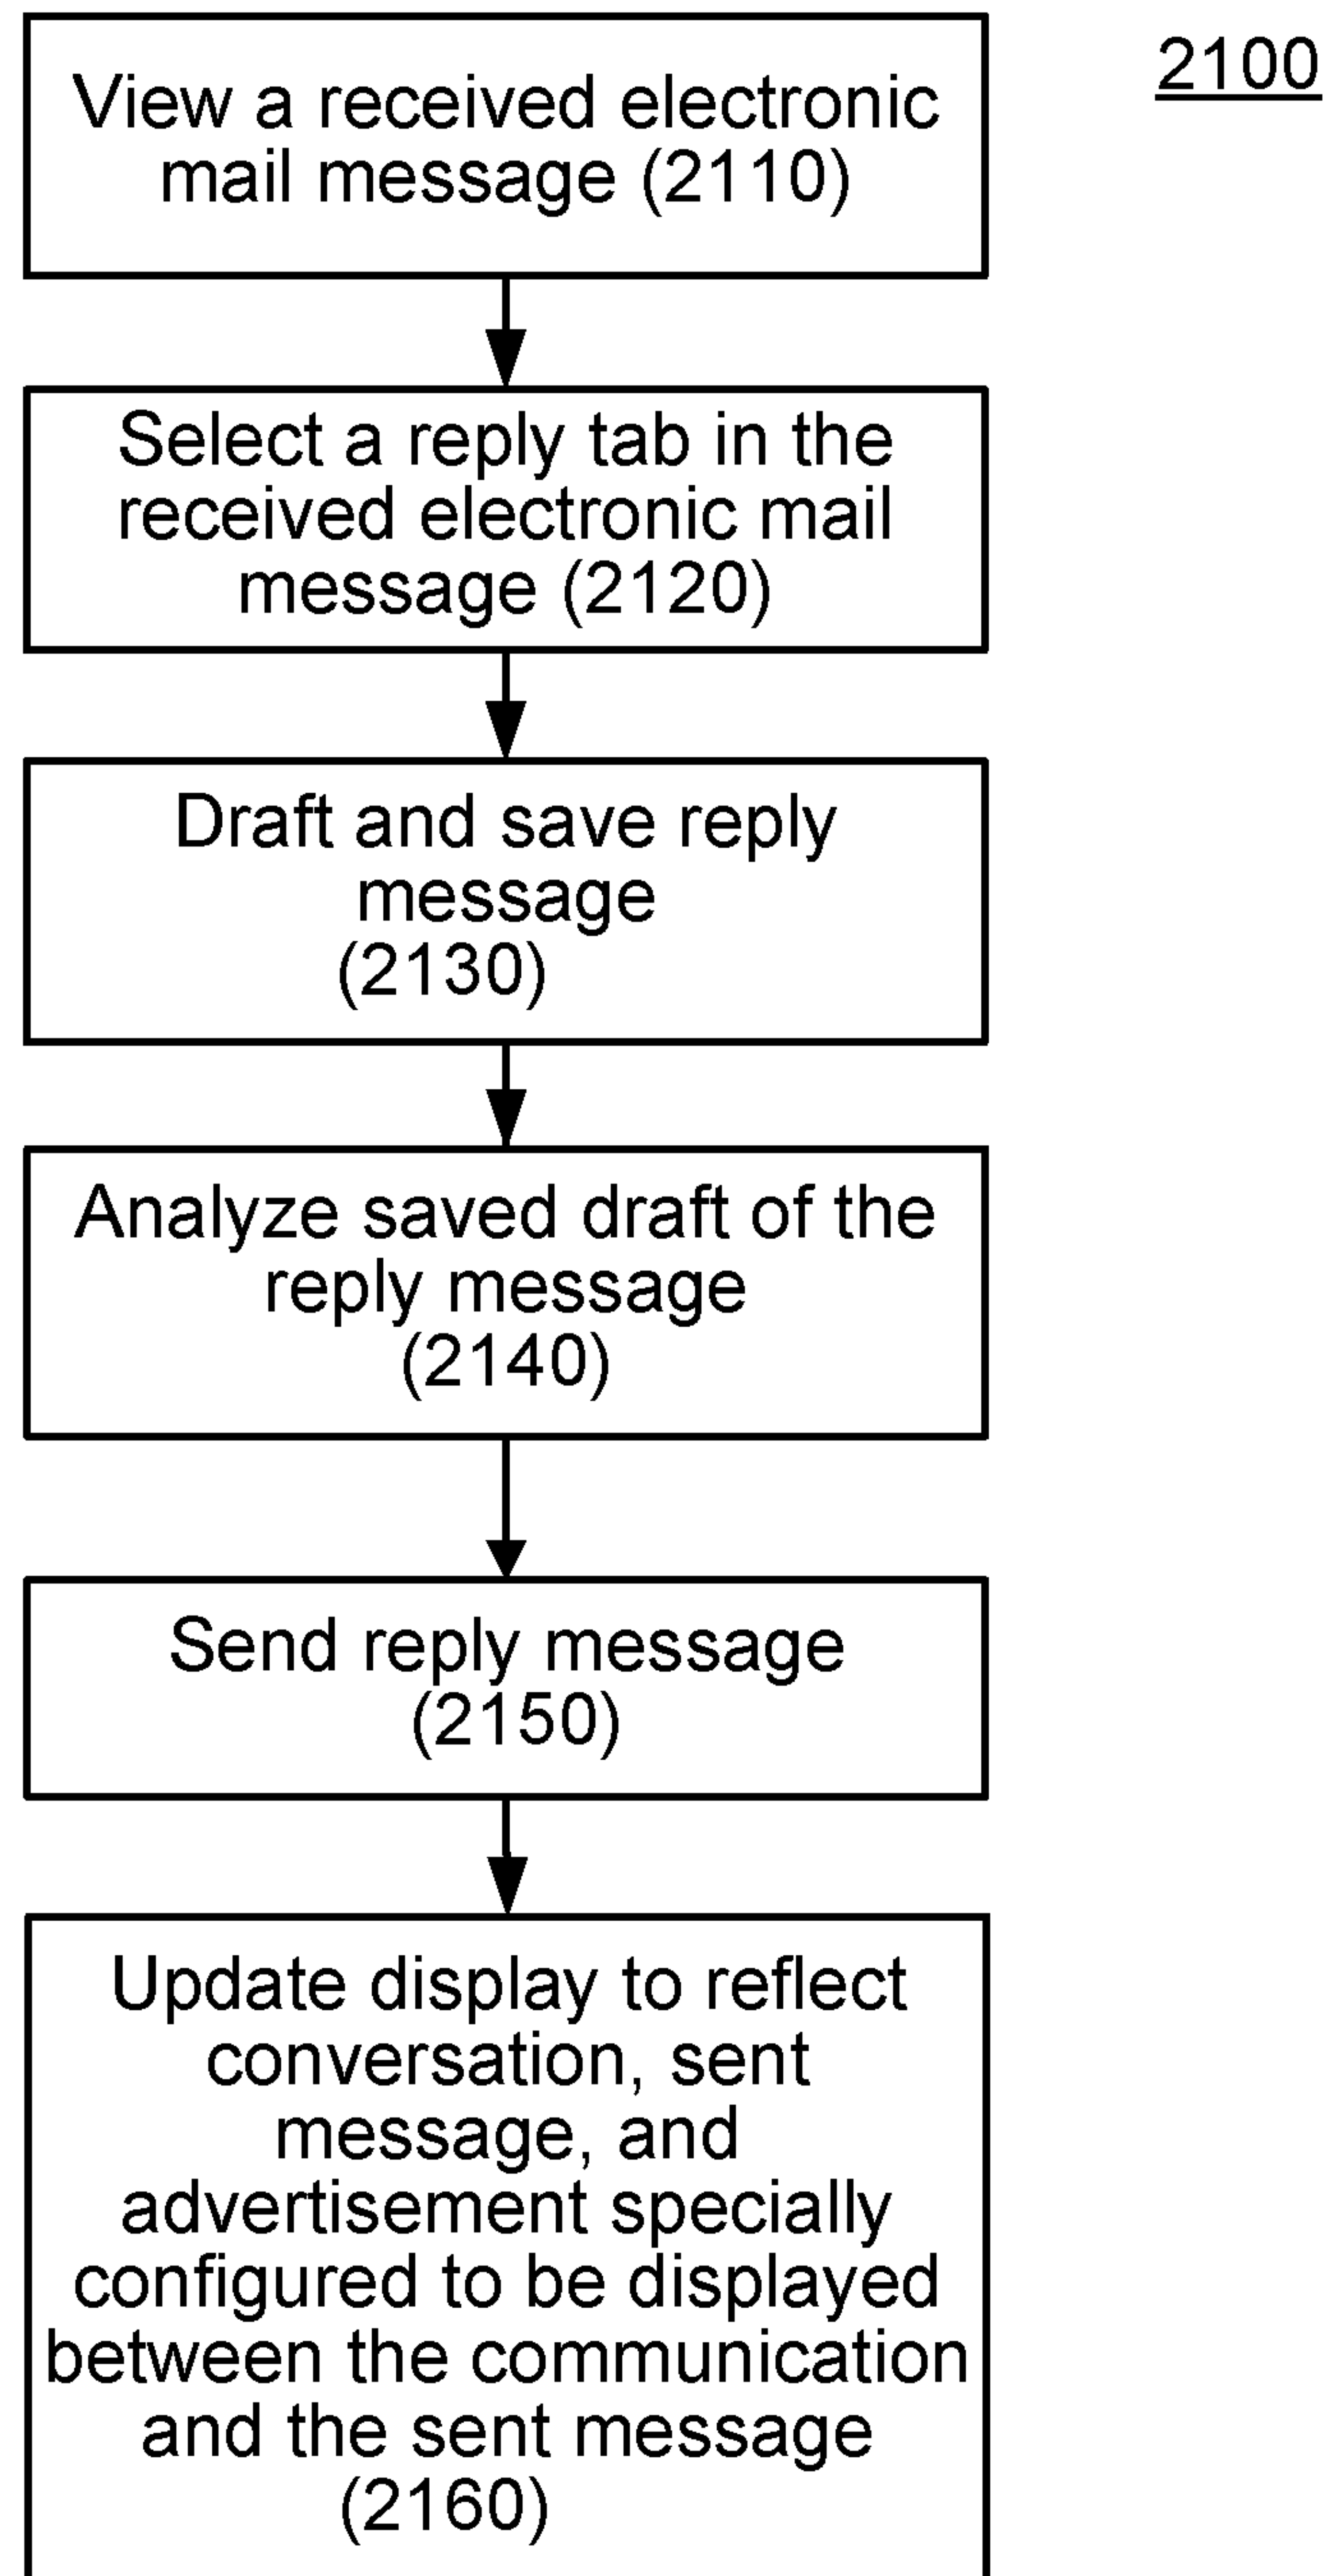 2100
View a received electronic
mail message (2110)
Select a reply tab in the
received electronic mail
message (2120)
Draft and save reply
message
(2130)
Analyze saved draft of the
reply message
(2140)
Send reply message
(2150)
Update display to reflect
conversation, sent
message, and
advertisement specially
configured to be displayed
between the communication
and the sent message
(2160)